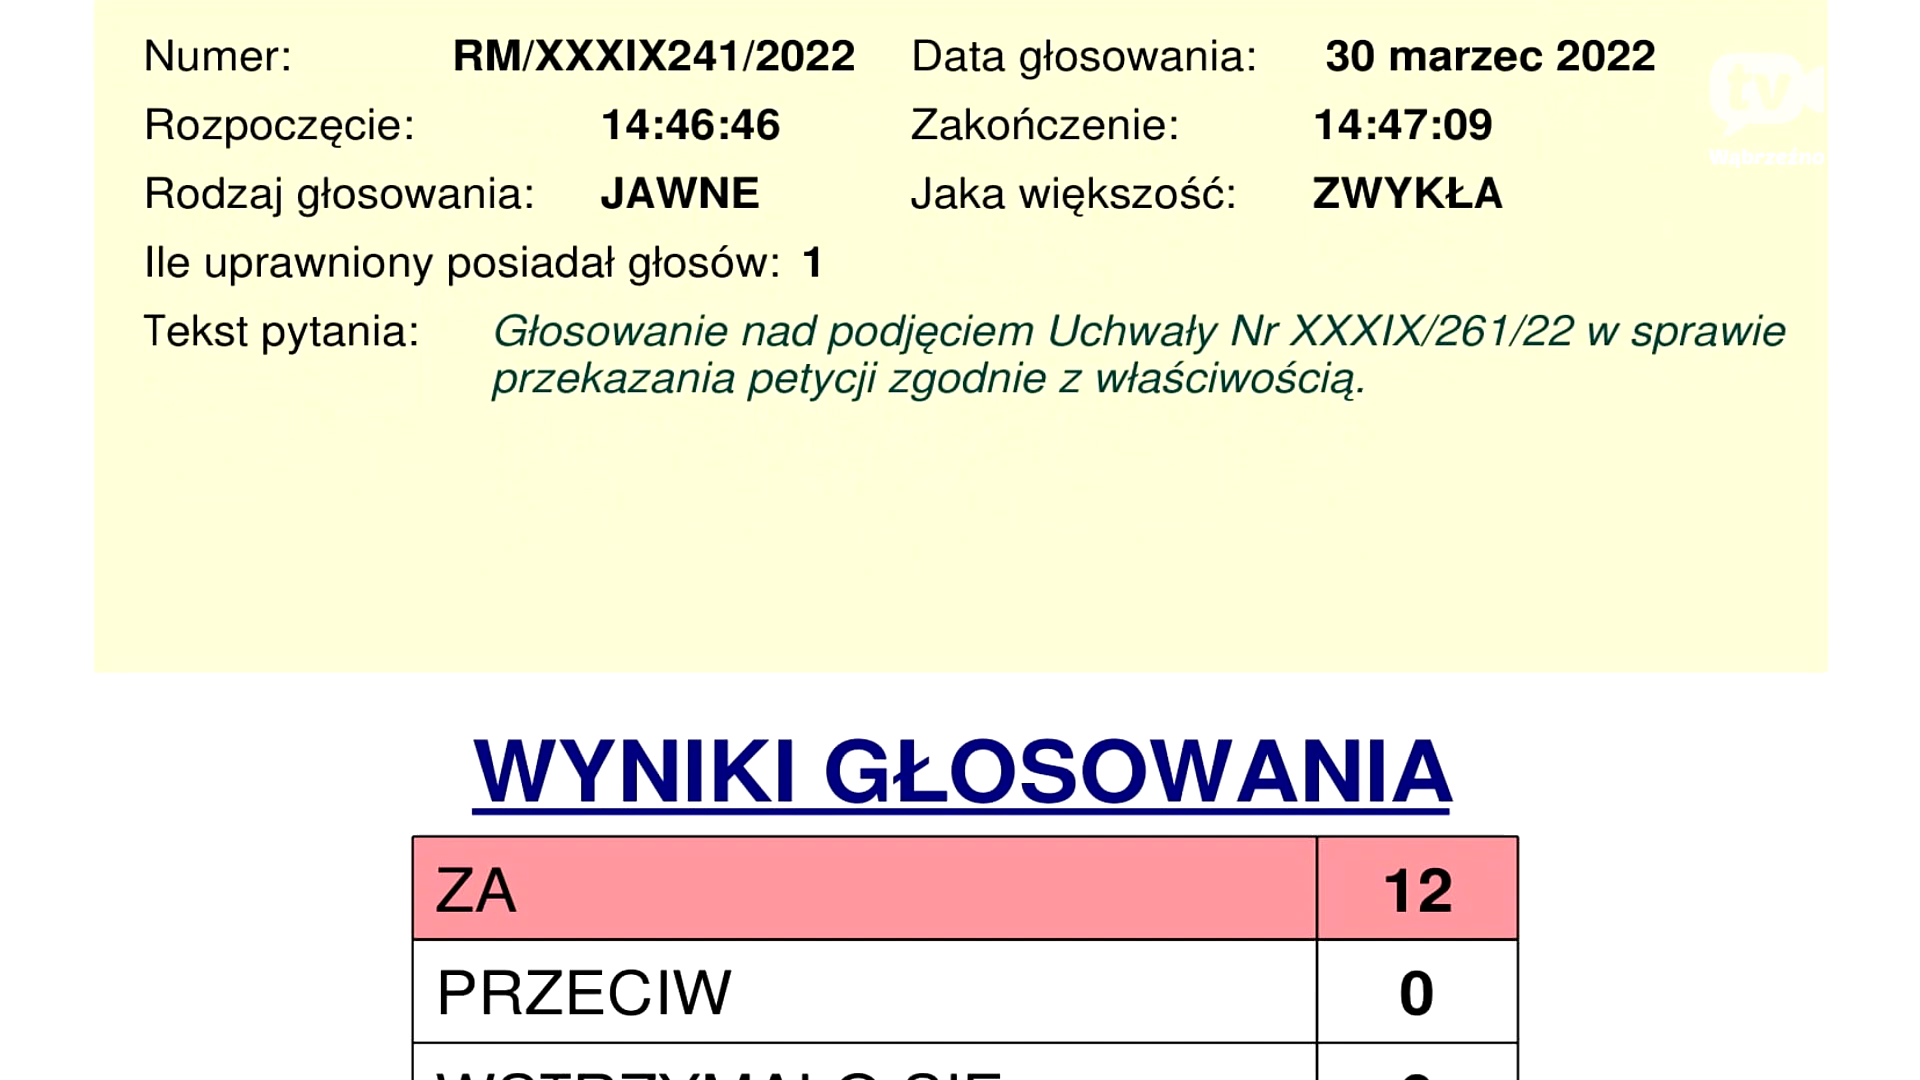 Numer: RM/XXXIX241/2022 Data głosowania: 30 marzec 2022
tv
Wąbrzeźno
Rozpoczęcie: 14:46:46 Zakończenie: 14:47:09
Rodzaj głosowania: JAWNE Jaka większość: ZWYKŁA
Ile uprawniony posiadał głosów: 1
Tekst pytania: Głosowanie nad podjęciem Uchwały Nr XXXIX/261/22 w sprawie
przekazania petycji zgodnie z właściwością.
WYNIKI GŁOSOWANIA
ZA 12
PRZECIW 0